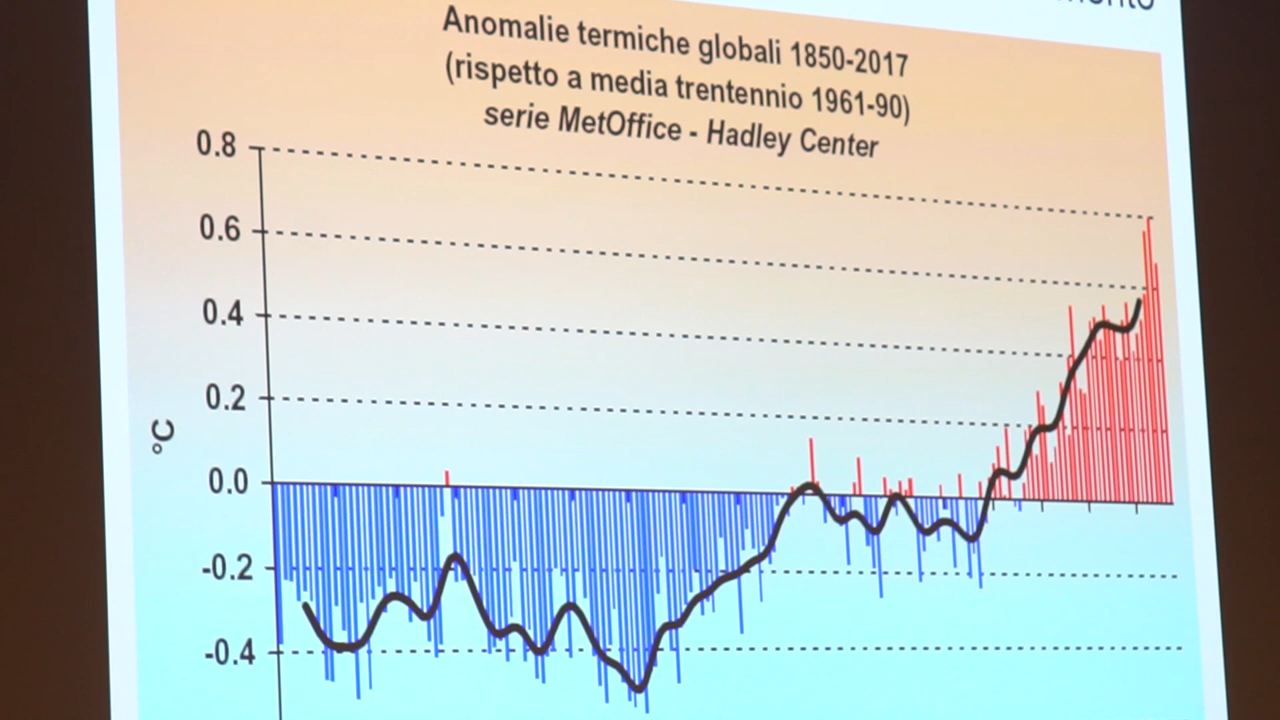 Anomalie termiche globali 1850-2017
(rispetto a media trentennio 1961-90)
serie MetOffice - Hadley Center
0.8
0.6
0.4
0.2
°C
0.0
-0.2
-0.4